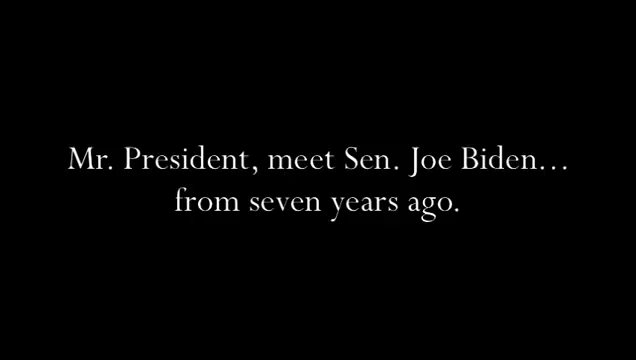 Mr. President, meet Sen. Joe Biden...
from seven years ago.